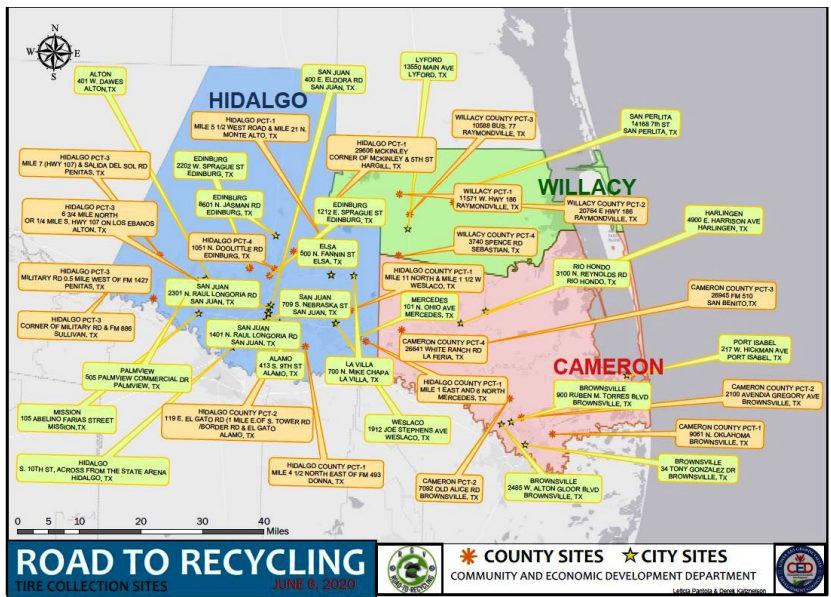 N
W
E
S
HIDALGO
WILLACY
CAMERON
ALTON
401 W. DAWES
ALTON,TX
SAN JUAN
400 E. ELDORA RD
SAN JUAN, TX
LYFORD
13550 MAIN AVE
LYFORD, TX
HIDALGO PCT-1
MILE 5 1/2 WEST ROAD & MILE 21 N.
MONTE ALTO, TX
WILLACY COUNTY PCT-3
10588 BUS. 77
RAYMONDVILLE, TX
SAN PERLITA
14168 7th ST
SAN PERLITA, TX
HIDALGO PCT-1
29606 MCKINLEY
CORNER OF MCKINLEY & 5TH ST
HARGILL, TX
HIDALGO PCT-3
MILE 7 (HWY 107) & SALIDA DEL SOL RD
PENITAS, TX
EDINBURG
2202 W. SPRAGUE ST
EDINBURG, TX
EDINBURG
8601 N. JASMAN RD
EDINBURG, TX
WILLACY PCT-1
11571 W. HWY 186
RAYMONDVILLE, TX
WILLACY COUNTY PCT-2
20764 E HWY 186
RAYMONDVILLE, TX
HIDALGO PCT-3
6 3/4 MILE NORTH
OR 1/4 MILE S. HWY 107 ON LOS EBANOS
ALTON, TX
EDINBURG
1212 E. SPRAGUE ST
EDINBURG, TX
HARLINGEN
4900 E. HARRISON AVE
HARLINGEN, TX
HIDALGO PCT-4
1051 N. DOOLITTLE RD
EDINBURG, TX
ELSA
500 N. FANNIN ST
ELSA, TX
WILLACY COUNTY PCT-4
3740 SPENCE RD
SEBASTIAN, TX
HIDALGO PCT-3
MILITARY RD 0.5 MILE WEST OF FM 1427
PENITAS, TX
SAN JUAN
2301 N. RAUL LONGORIA RD
SAN JUAN, TX
HIDALGO COUNTY PCT-1
MILE 11 NORTH & MILE 1 1/2 W
WESLACO, TX
RIO HONDO
3100 N. REYNOLDS RD
RIO HONDO, TX
CAMERON COUNTY PCT-3
26945 FM 510
SAN BENITO,TX
SAN JUAN
709 S. NEBRASKA ST
SAN JUAN, TX
MERCEDES
101 N. OHIO AVE
MERCEDES, TX
HIDALGO PCT-3
CORNER OF MILITARY RD & FM 886
SULLIVAN, TX
SAN JUAN
1401 N. RAUL LONGORIA RD
SAN JUAN, TX
CAMERON COUNTY PCT-4
26641 WHITE RANCH RD
LA FERIA, TX
PORT ISABEL
217 W. HICKMAN AVE
PORT ISABEL, TX
PALMVIEW
505 PALMVIEW COMMERCIAL DR
PALMVIEW, TX
ALAMO
413 S. 9TH ST
ALAMO, TX
LA VILLA
700 N. MIKE CHAPA
LA VILLA, TX
HIDALGO COUNTY PCT-1
MILE 1 EAST AND 6 NORTH
MERCEDES, TX
BROWNSVILLE
900 RUBEN M. TORRES BLVD
BROWNSVILLE, TX
CAMERON COUNTY PCT-2
2100 AVENDIA GREGORY AVE
BROWNSVILLE, TX
MISSION
105 ABELINO FARIAS STREET
MISSION,TX
HIDALGO COUNTY PCT-2
119 E. EL GATO RD (1 MILE E.OF S. TOWER RD
/BORDER RD & EL GATO
ALAMO, TX
WESLACO
1912 JOE STEPHENS AVE
WESLACO, TX
CAMERON COUNTY PCT-1
9061 N. OKLAHOMA
BROWNSVILLE, TX
HIDALGO
S. 10TH ST, ACROSS FROM THE STATE ARENA
HIDALGO, TX
HIDALGO COUNTY PCT-1
MILE 4 1/2 NORTH EAST OF FM 493
DONNA, TX
CAMERON PCT-2
7092 OLD ALICE RD
BROWNSVILLE, TX
BROWNSVILLE
2485 W. ALTON GLOOR BLVD
BROWNSVILLE, TX
BROWNSVILLE
34 TONY GONZALEZ DR
BROWNSVILLE, TX
0 5 10 20 30 40
Miles
ROAD TO RECYCLING
TIRE COLLECTION SITES
JUNE 6, 2020
ROAD-TO-RECYCLING
COUNTY SITES
CITY SITES
COMMUNITY AND ECONOMIC DEVELOPMENT DEPARTMENT
CED
Leticia Pantoja & Derek Katznelson